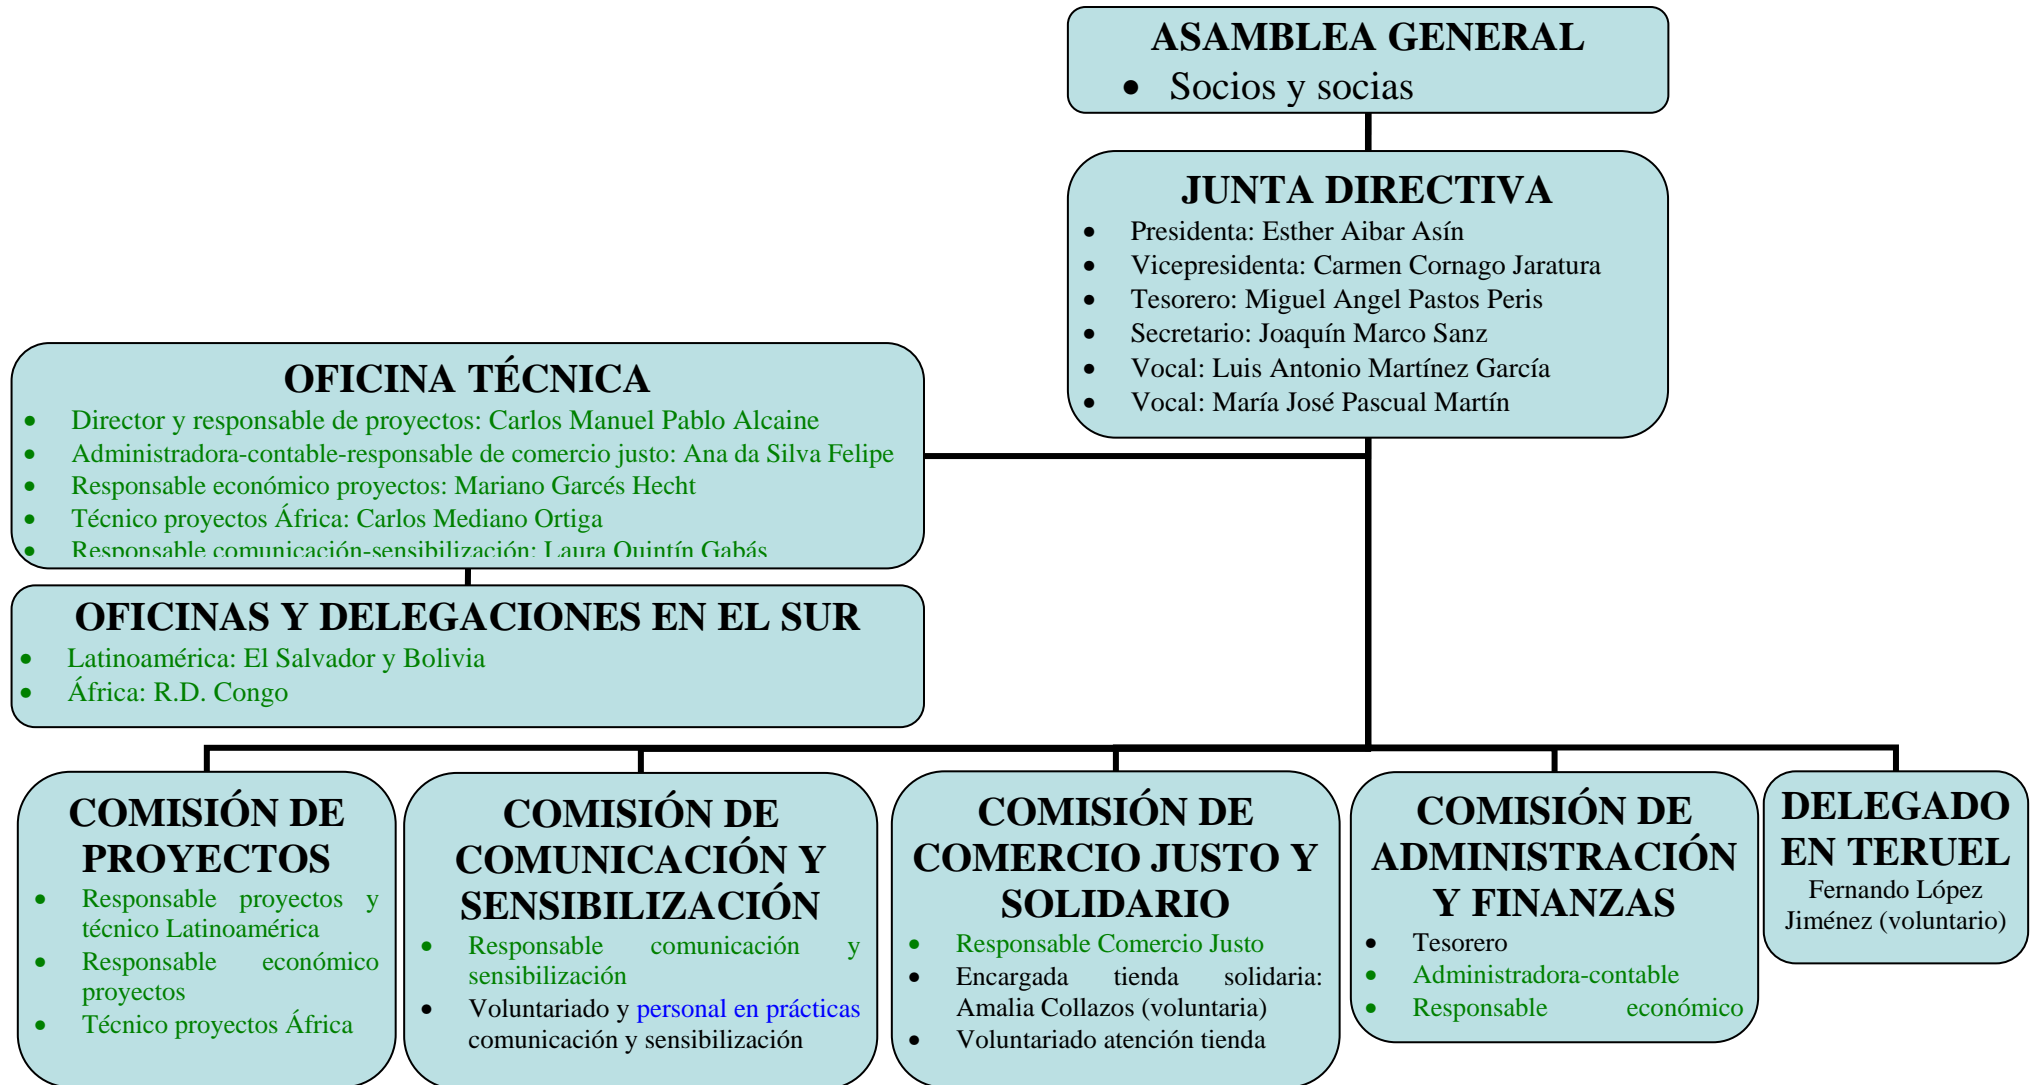 ASAMBLEA GENERAL
• Socios y socias
JUNTA DIRECTIVA
• Presidenta: Esther Aibar Asín
• Vicepresidenta: Carmen Cornago Jaratura
• Tesorero: Miguel Angel Pastos Peris
• Secretario: Joaquín Marco Sanz
• Vocal: Luis Antonio Martínez García
• Vocal: María José Pascual Martín
OFICINA TÉCNICA
• Director y responsable de proyectos: Carlos Manuel Pablo Alcaine
• Administradora-contable-responsable de comercio justo: Ana da Silva Felipe
• Responsable económico proyectos: Mariano Garcés Hecht
• Técnico proyectos África: Carlos Mediano Ortiga
• Responsable comunicación-sensibilización: Laura Quintín Gabás
OFICINAS Y DELEGACIONES EN EL SUR
• Latinoamérica: El Salvador y Bolivia
• África: R.D. Congo
COMISIÓN DE
PROYECTOS
• Responsable proyectos y
técnico Latinoamérica
• Responsable económico
proyectos
• Técnico proyectos África
COMISIÓN DE
COMUNICACIÓN Y
SENSIBILIZACIÓN
• Responsable comunicación y
sensibilización
• Voluntariado y personal en prácticas
comunicación y sensibilización
COMISIÓN DE
COMERCIO JUSTO Y
SOLIDARIO
• Responsable Comercio Justo
• Encargada tienda solidaria:
Amalia Collazos (voluntaria)
• Voluntariado atención tienda
COMISIÓN DE
ADMINISTRACIÓN
Y FINANZAS
• Tesorero
• Administradora-contable
• Responsable económico
DELEGADO
EN TERUEL
Fernando López
Jiménez (voluntario)